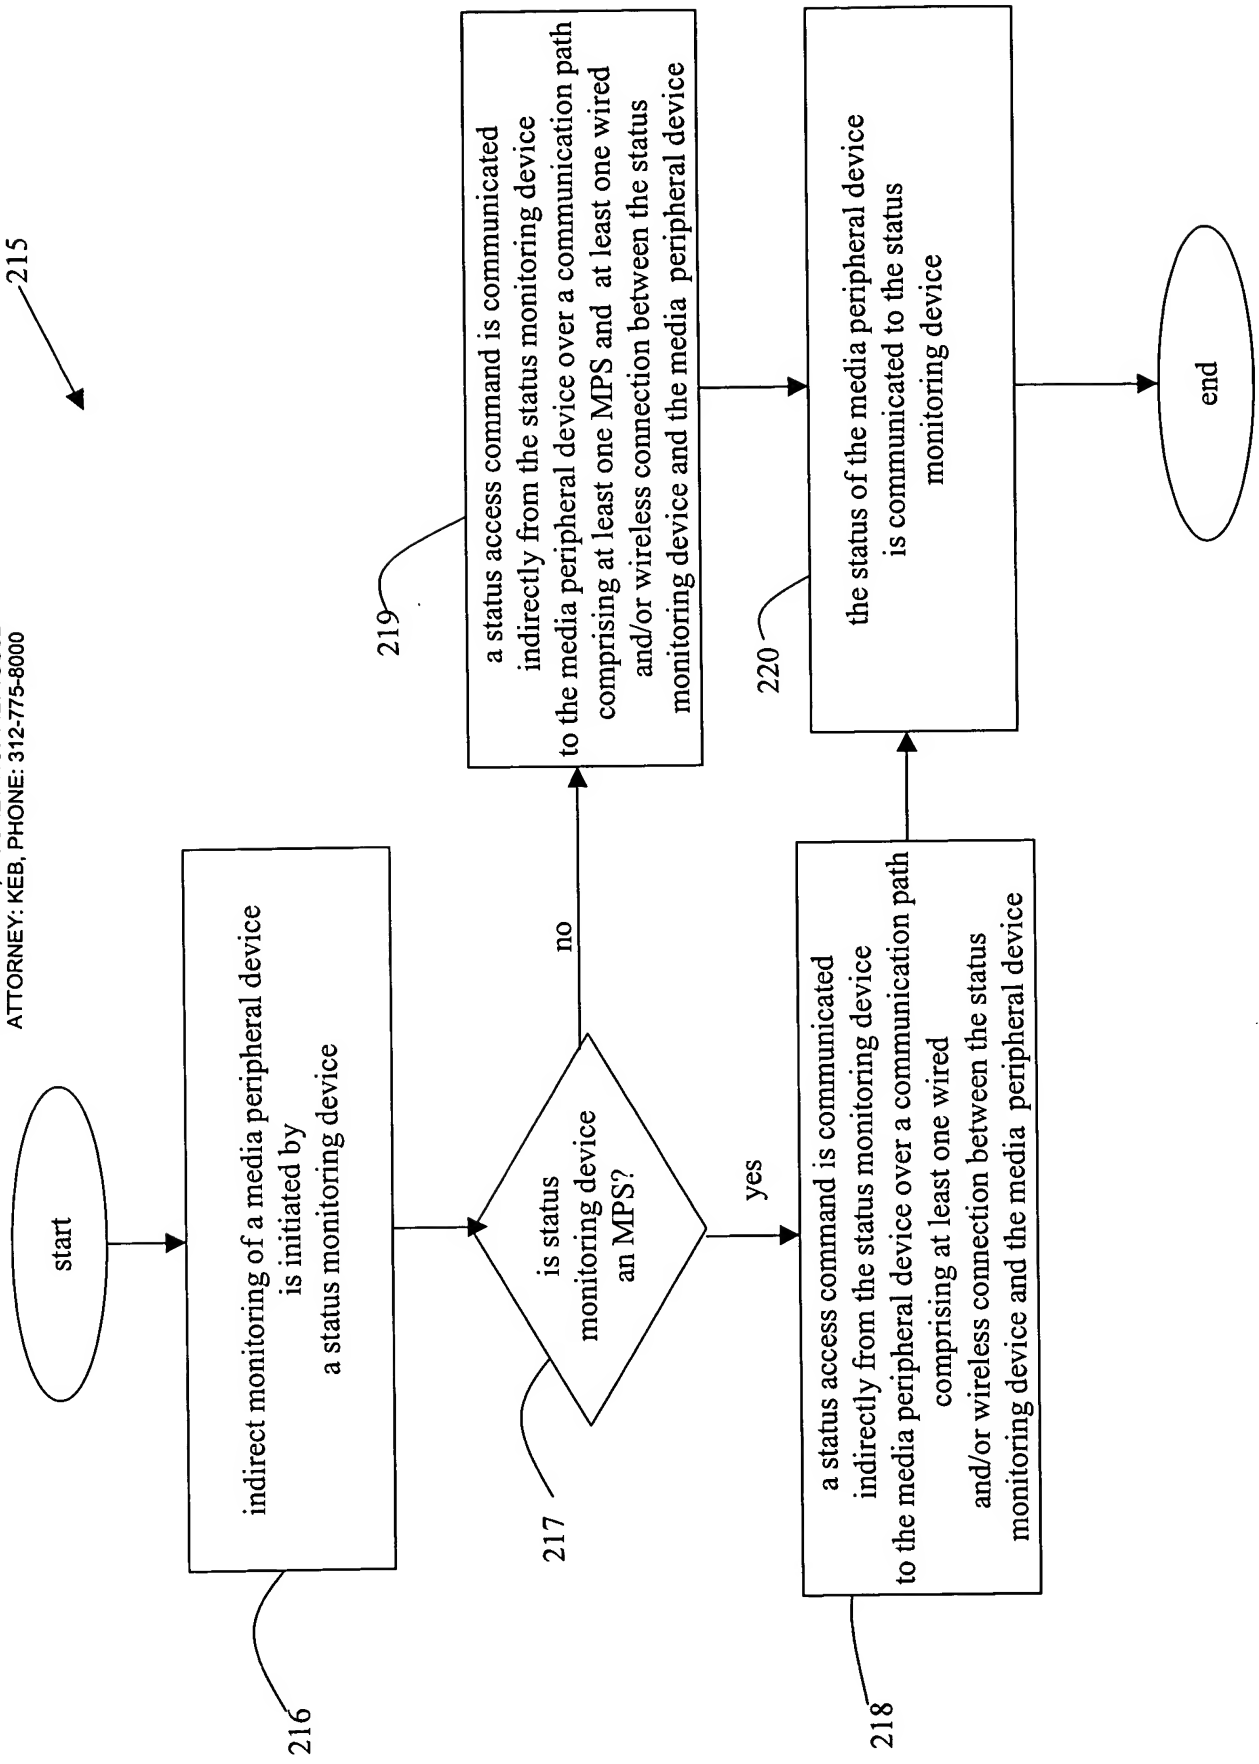 ATTORNEY: KEB, PHONE: 312-775-8000
215
start
216
indirect monitoring of a media peripheral device
is initiated by
a status monitoring device
217
is status
monitoring device
an MPS?
no
yes
219
a status access command is communicated
indirectly from the status monitoring device
to the media peripheral device over a communication path
comprising at least one MPS and at least one wired
and/or wireless connection between the status
monitoring device and the media peripheral device
218
a status access command is communicated
indirectly from the status monitoring device
to the media peripheral device over a communication path
comprising at least one wired
and/or wireless connection between the status
monitoring device and the media peripheral device
220
the status of the media peripheral device
is communicated to the status
monitoring device
end